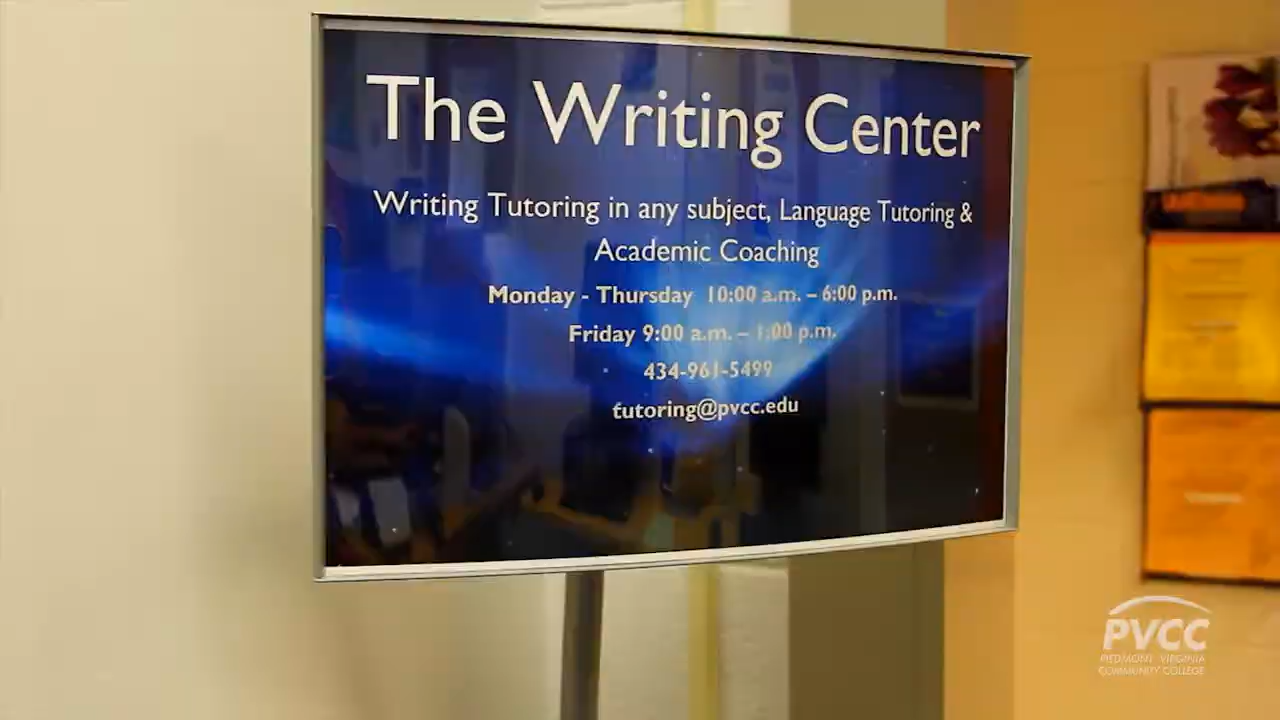 The Writing Center
Writing Tutoring in any subject, Language Tutoring &
Academic Coaching
Monday - Thursday 10:00 a.m. – 6:00 p.m.
Friday 9:00 a.m. – 1:00 p.m.
434-961-5499
tutoring@pvcc.edu
PVCC
PIEDMONT VIRGINIA
COMMUNITY COLLEGE